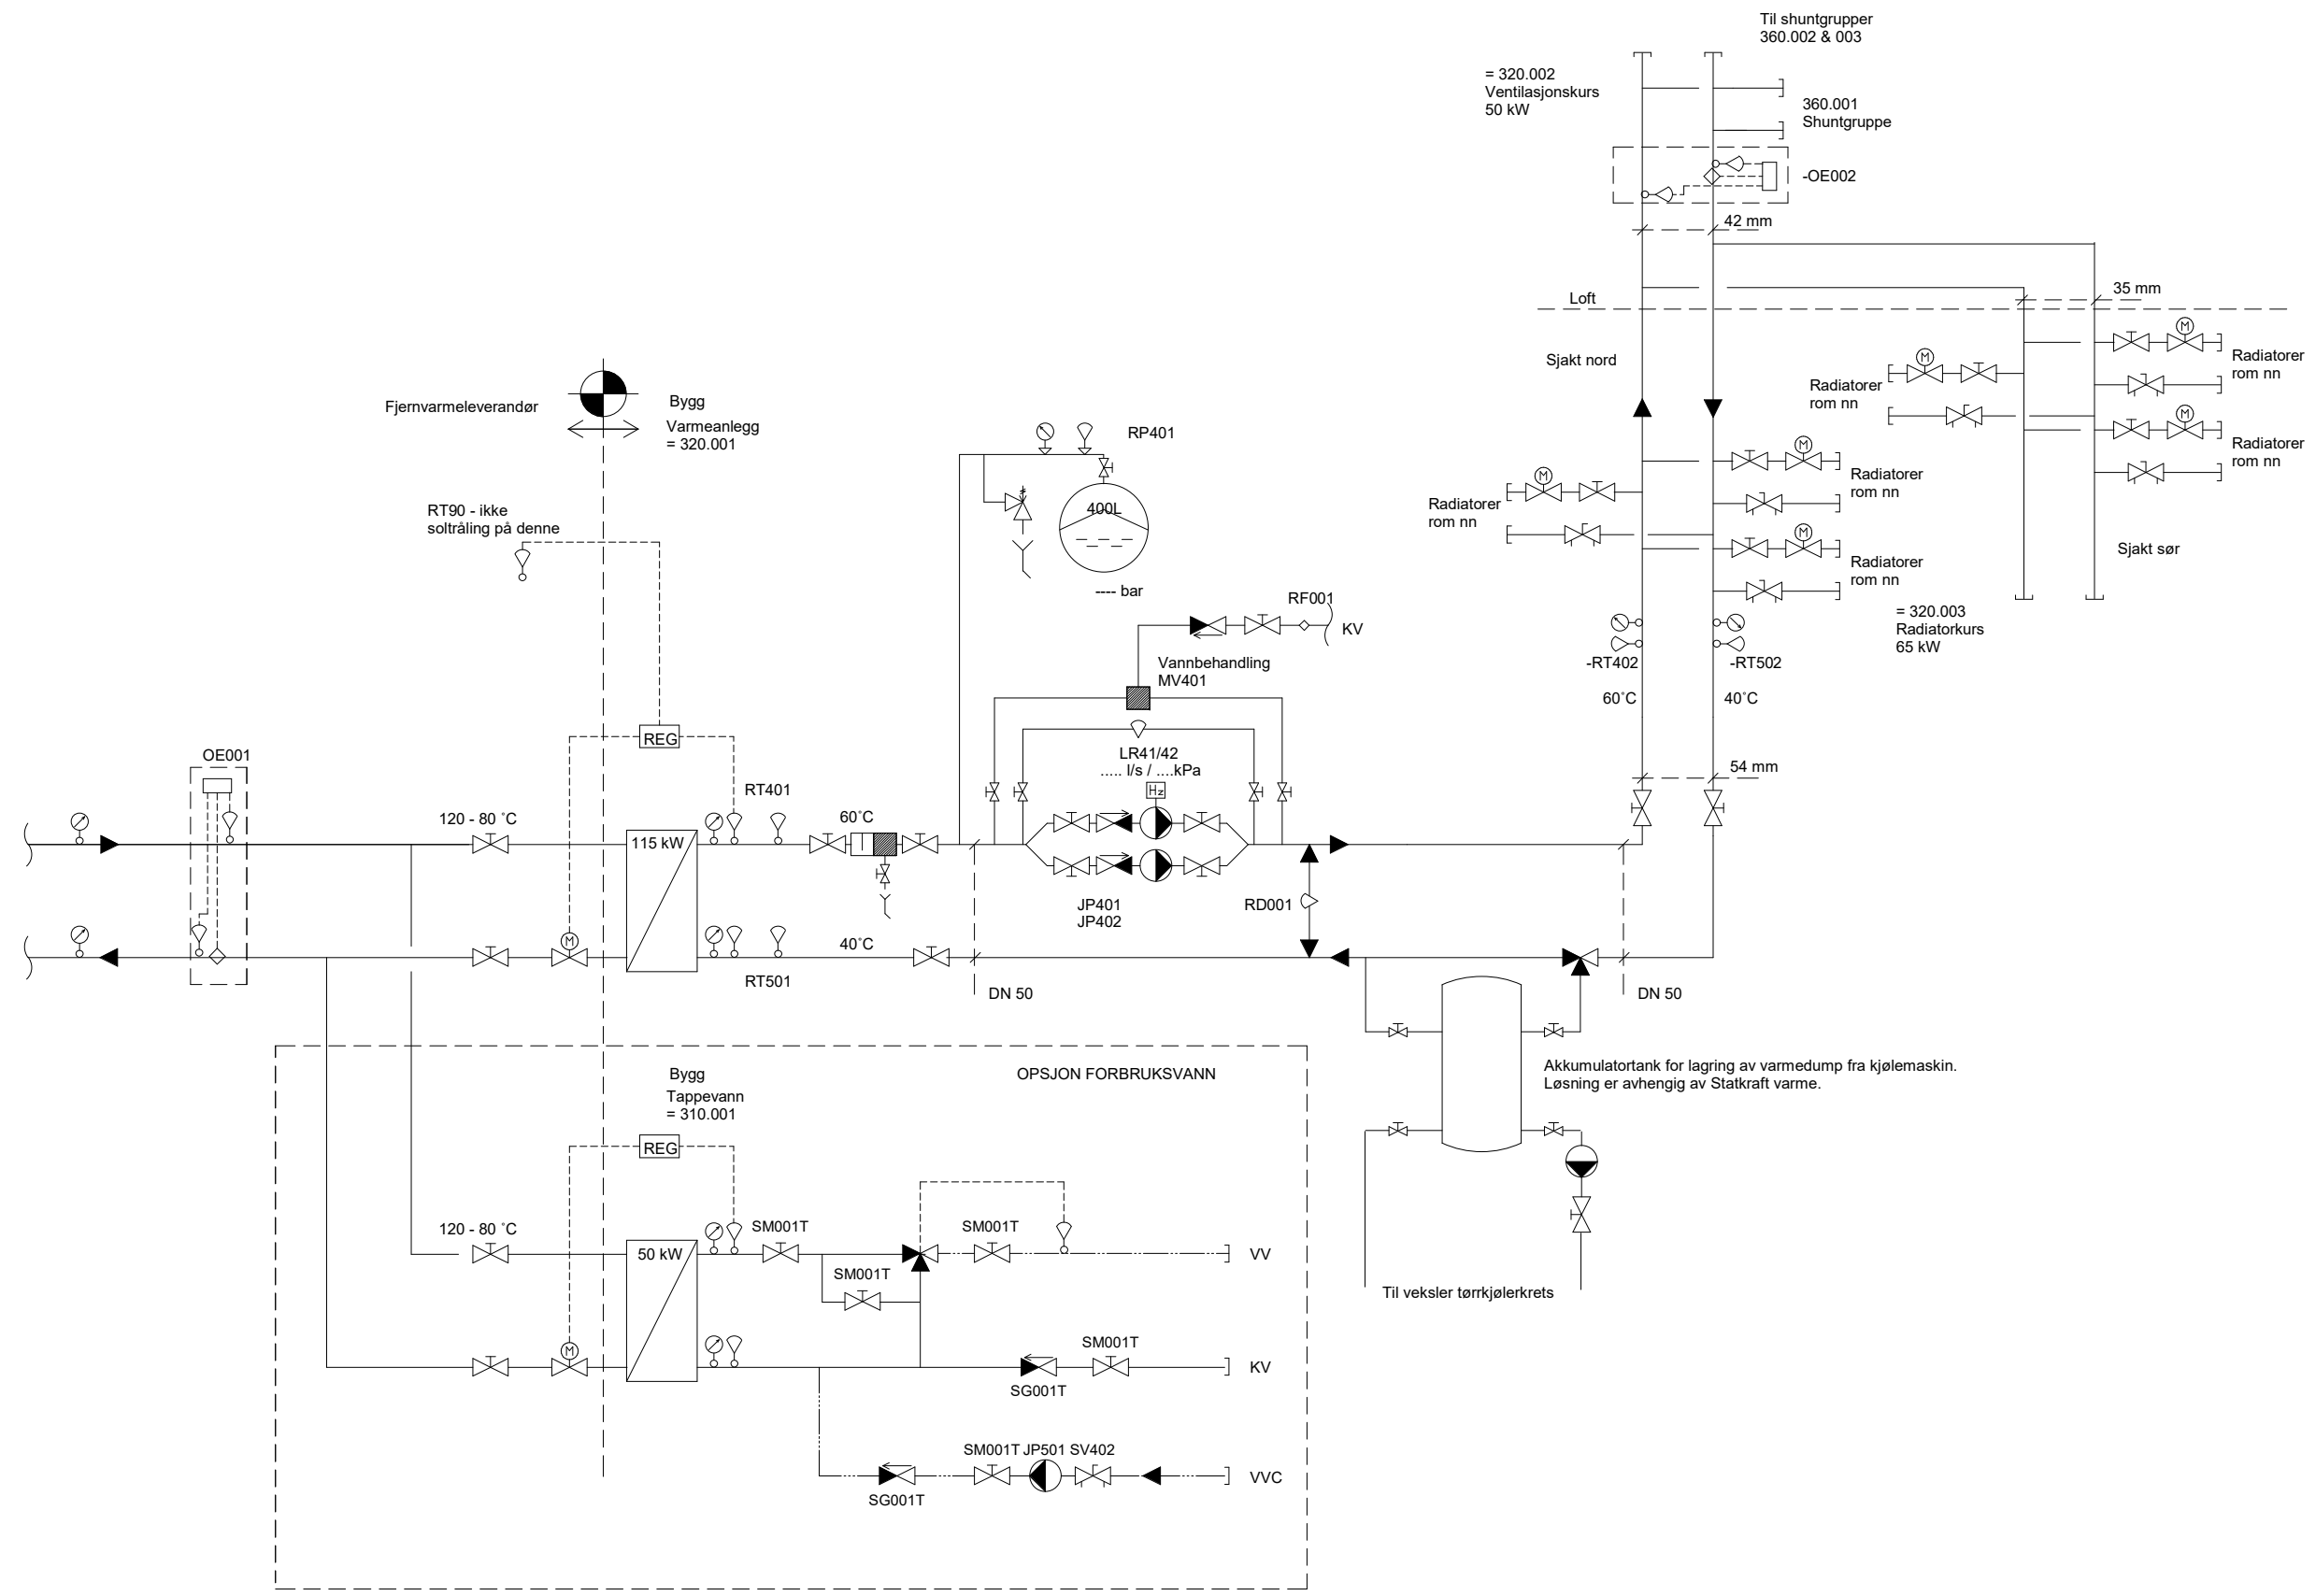 Til shuntgrupper
360.002 & 003
= 320.002
Ventilasjonskurs
50 kW
360.001
Shuntgruppe
-OE002
42 mm
Loft
35 mm
Sjakt nord
Radiatorer
rom nn
Radiatorer
rom nn
Radiatorer
rom nn
Radiatorer
rom nn
Radiatorer
rom nn
Radiatorer
rom nn
M
M
M
M
M
M
Sjakt sør
= 320.003
Radiatorkurs
65 kW
-RT402
-RT502
60˚C
40˚C
54 mm
Fjernvarmeleverandør
Bygg
Varmeanlegg
= 320.001
RT90 - ikke
soltråling på denne
RP401
400L
---- bar
RF001
KV
Vannbehandling
MV401
REG
OE001
LR41/42
..... l/s / ....kPa
Hz
RT401
120 - 80 ˚C
115 kW
60˚C
JP401
JP402
RD001
M
40˚C
RT501
DN 50
DN 50
Akkumulatortank for lagring av varmedump fra kjølemaskin.
Løsning er avhengig av Statkraft varme.
Til veksler tørrkjølerkrets
OPSJON FORBRUKSVANN
Bygg
Tappevann
= 310.001
REG
120 - 80 ˚C
50 kW
SM001T
SM001T
VV
SM001T
M
SM001T
KV
SG001T
SM001T JP501 SV402
VVC
SG001T